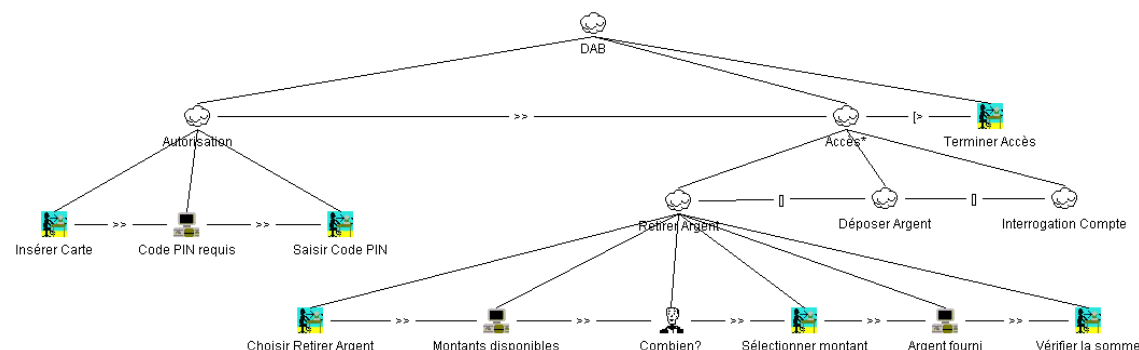 DAB
Autorisation
>>
Accès*
[>
Terminer Accès
Insérer Carte
>>
Code PIN requis
>>
Saisir Code PIN
Retirer Argent
[]
Déposer Argent
[]
Interrogation Compte
Choisir Retirer Argent
>>
Montants disponibles
>>
Combien?
>>
Sélectionner montant
>>
Argent fourni
>>
Vérifier la somme